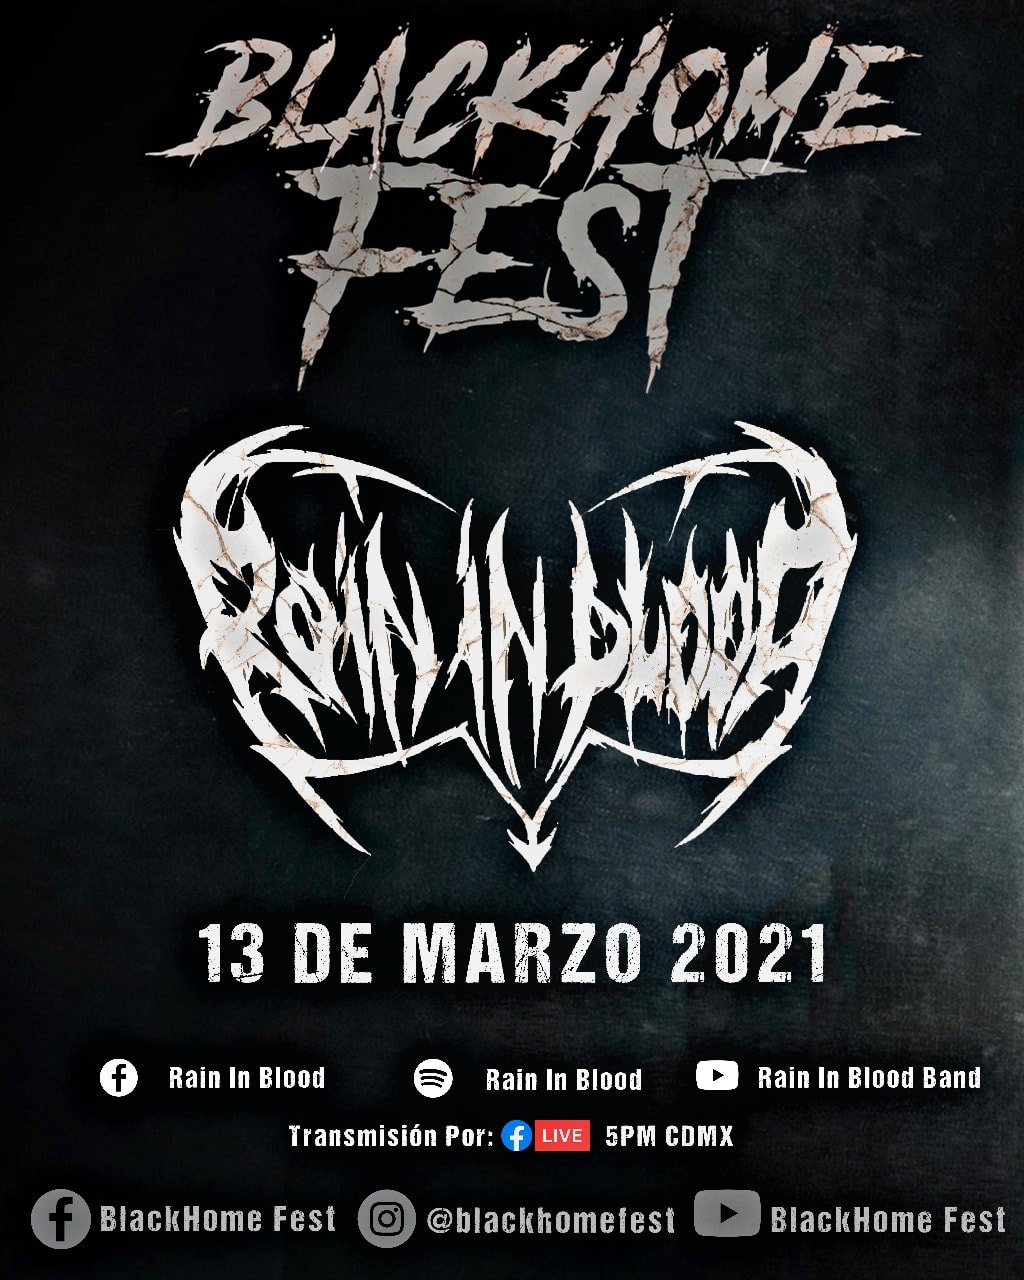 BLACKHOME
FEST
RAIN IN BLOOD
13 DE MARZO 2021
Rain In Blood Rain In Blood Rain In Blood Band
Transmisión Por: f LIVE 5PM CDMX
BlackHome Fest @blackhomefest BlackHome Fest